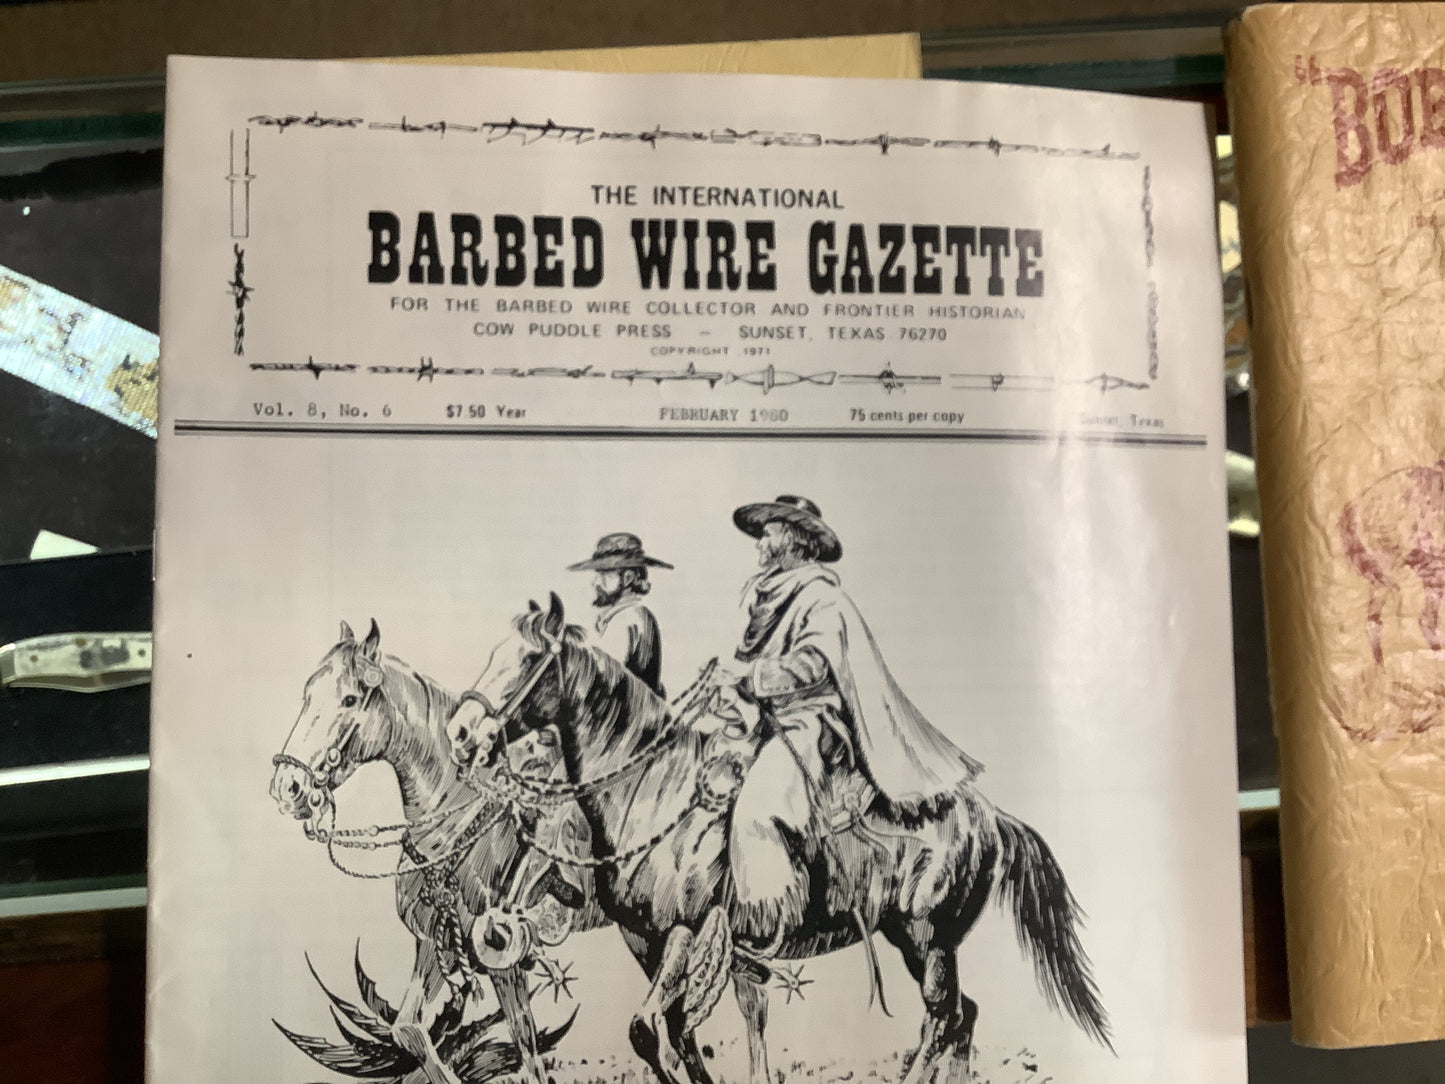 THE INTERNATIONAL
BARBED WIRE GAZETTE
FOR THE BARBED WIRE COLLECTOR AND FRONTIER HISTORIAN
COW PUDDLE PRESS – SUNSET, TEXAS 76270
COPYRIGHT 1971
Vol. 8, No. 6 $7.50 Year FEBRUARY 1980 75 cents per copy Sunset, Texas